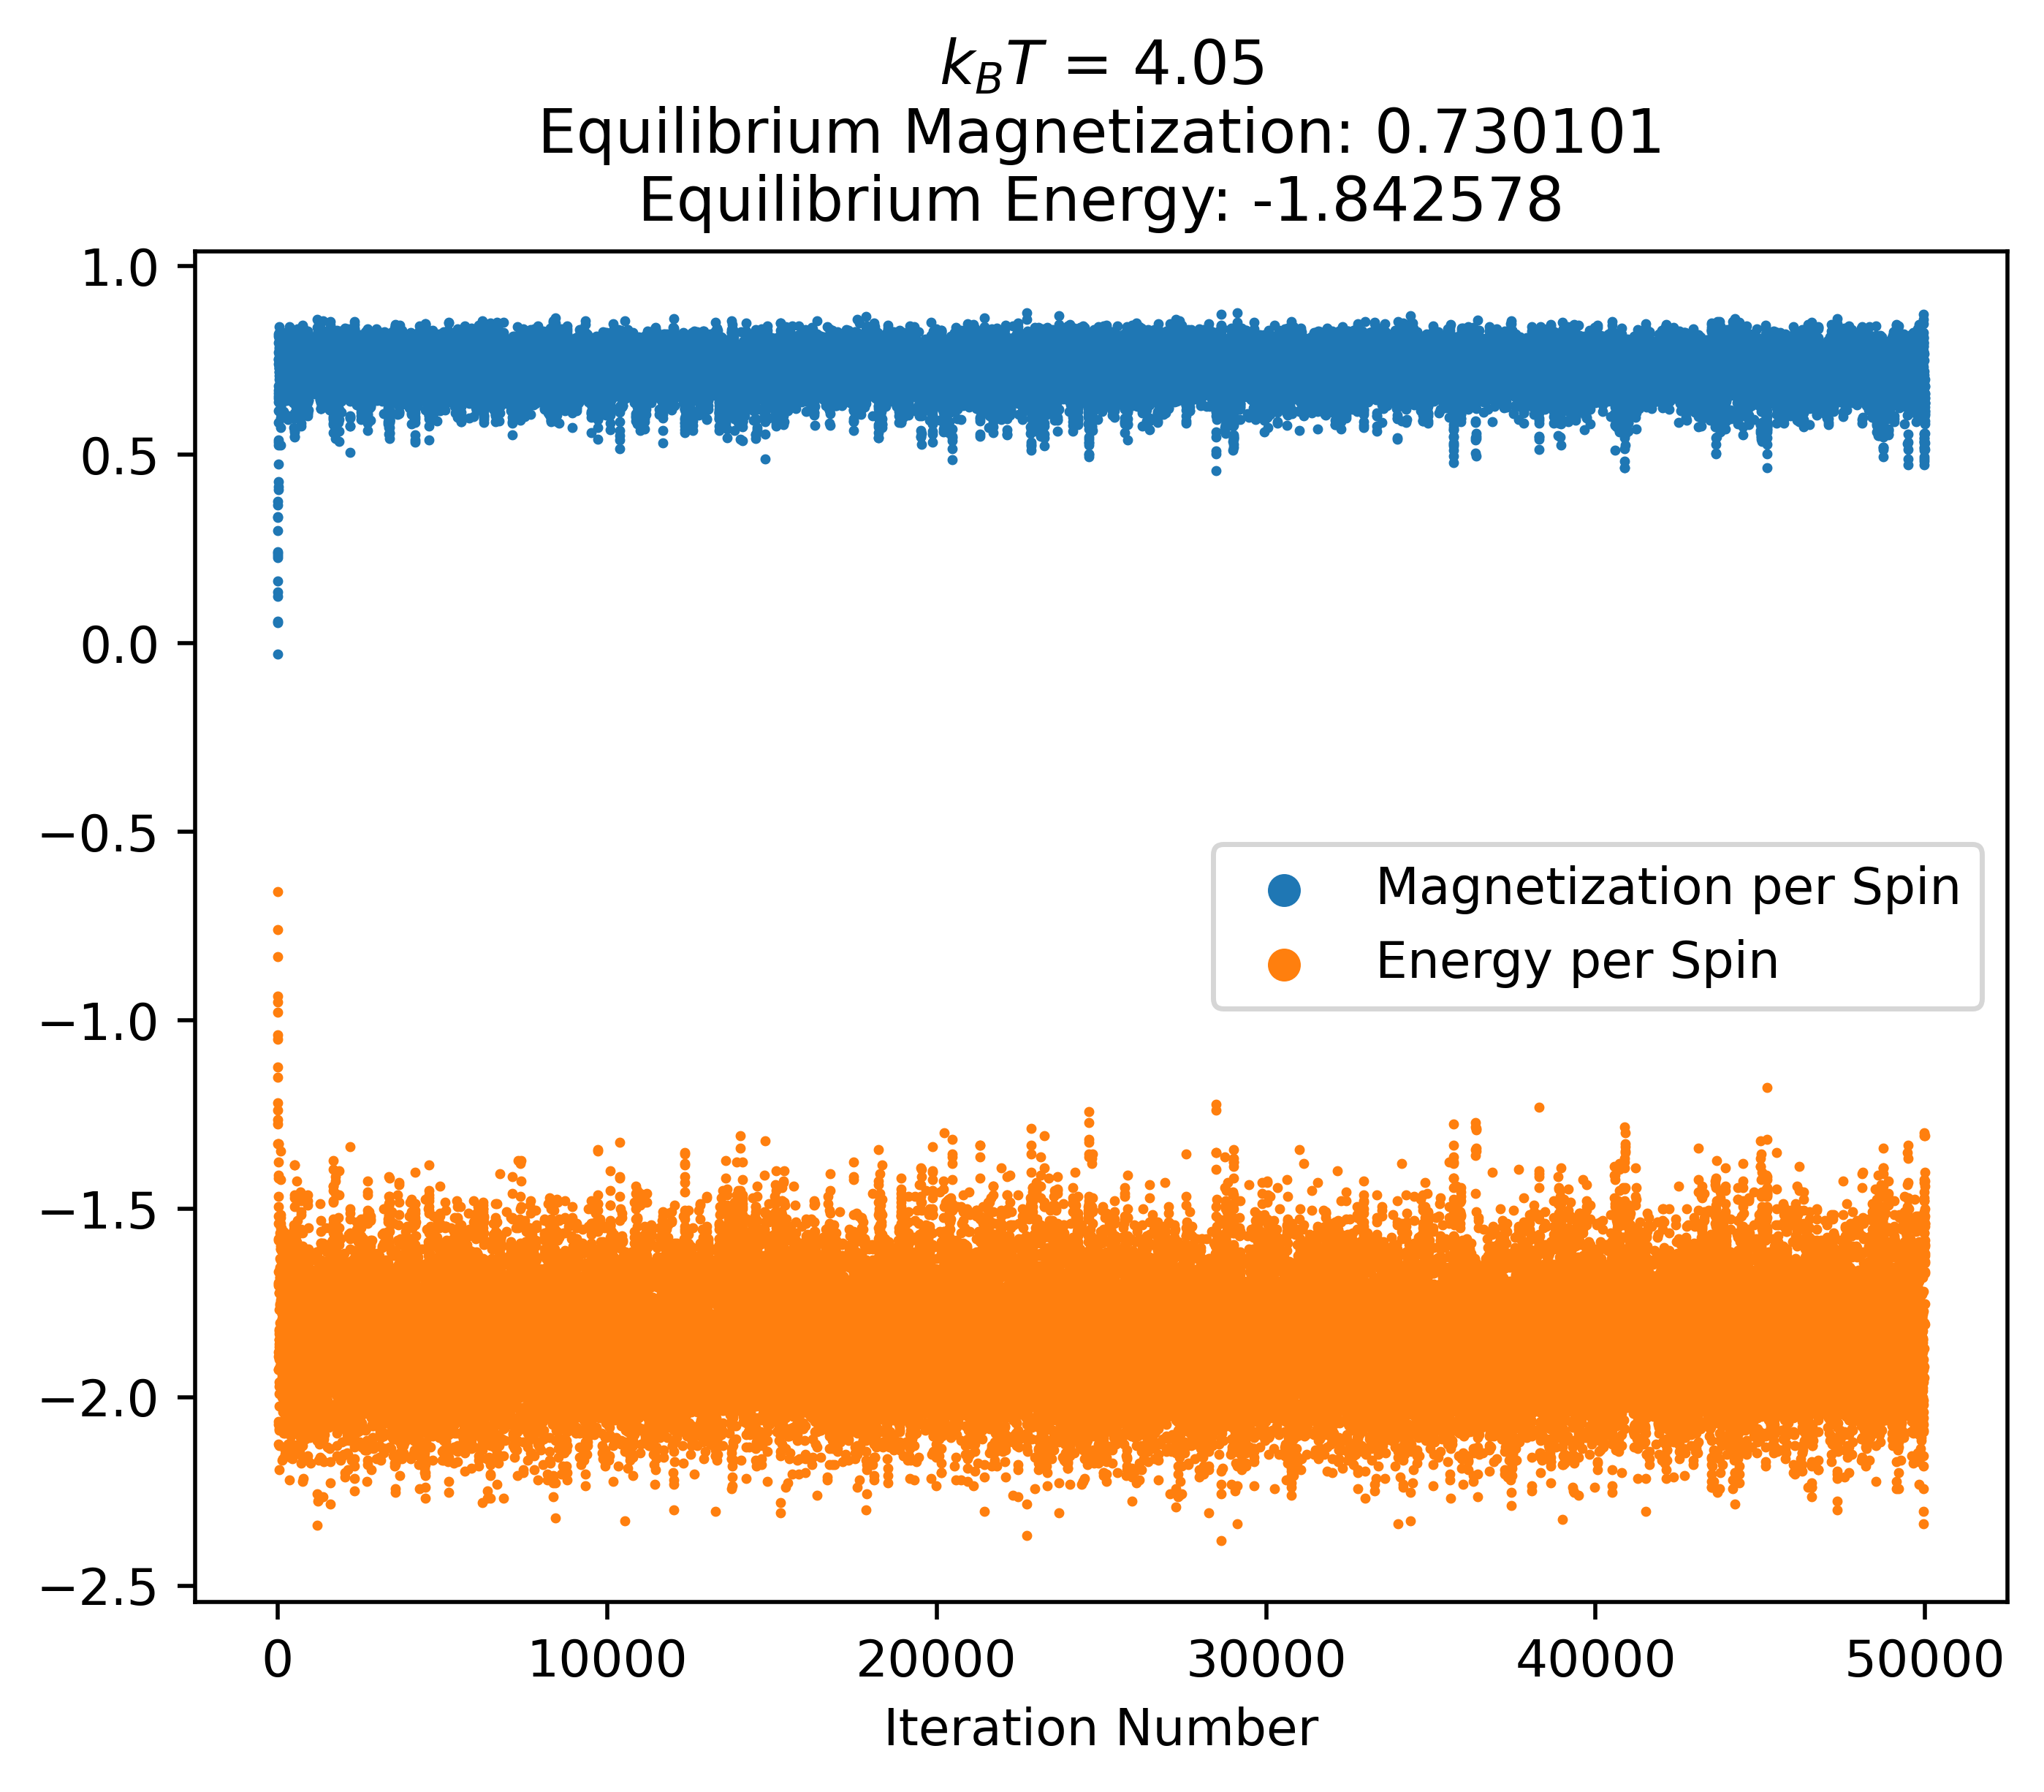 k_BT = 4.05
Equilibrium Magnetization: 0.730101
Equilibrium Energy: -1.842578
1.0
0.5
0.0
−0.5
−1.0
−1.5
−2.0
−2.5
Magnetization per Spin
Energy per Spin
0 10000 20000 30000 40000 50000
Iteration Number